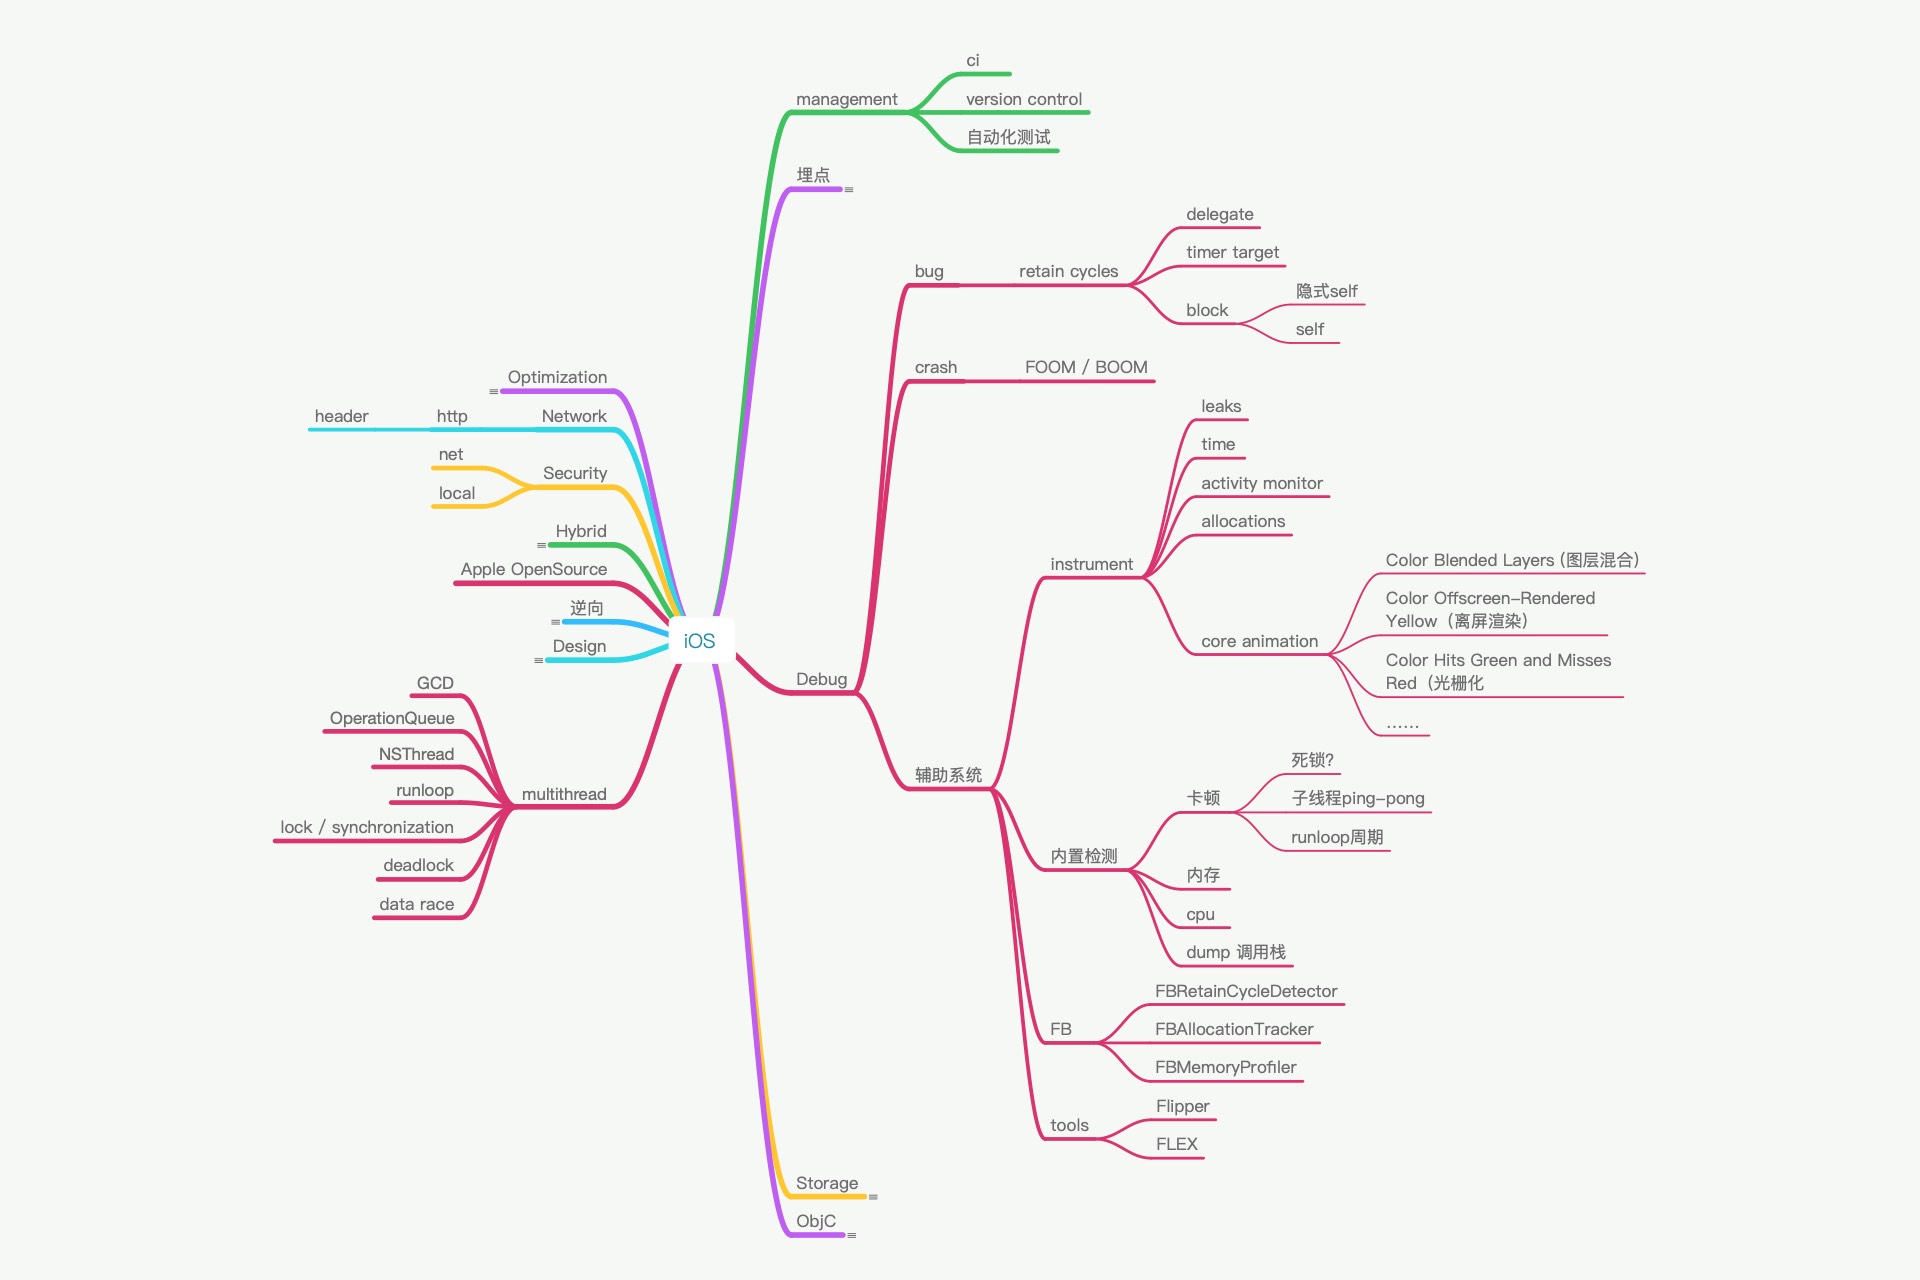 iOS
management
ci
version control
自动化测试
埋点
Debug
bug
retain cycles
delegate
timer target
block
隐式self
self
crash
FOOM / BOOM
辅助系统
instrument
leaks
time
activity monitor
allocations
core animation
Color Blended Layers (图层混合)
Color Offscreen-Rendered
Yellow（离屏渲染）
Color Hits Green and Misses
Red（光栅化
……
内置检测
卡顿
死锁?
子线程ping-pong
runloop周期
内存
cpu
dump 调用栈
FB
FBRetainCycleDetector
FBAllocationTracker
FBMemoryProfiler
tools
Flipper
FLEX
Storage
ObjC
Optimization
Network
http
header
Security
net
local
Hybrid
Apple OpenSource
逆向
Design
multithread
GCD
OperationQueue
NSThread
runloop
lock / synchronization
deadlock
data race